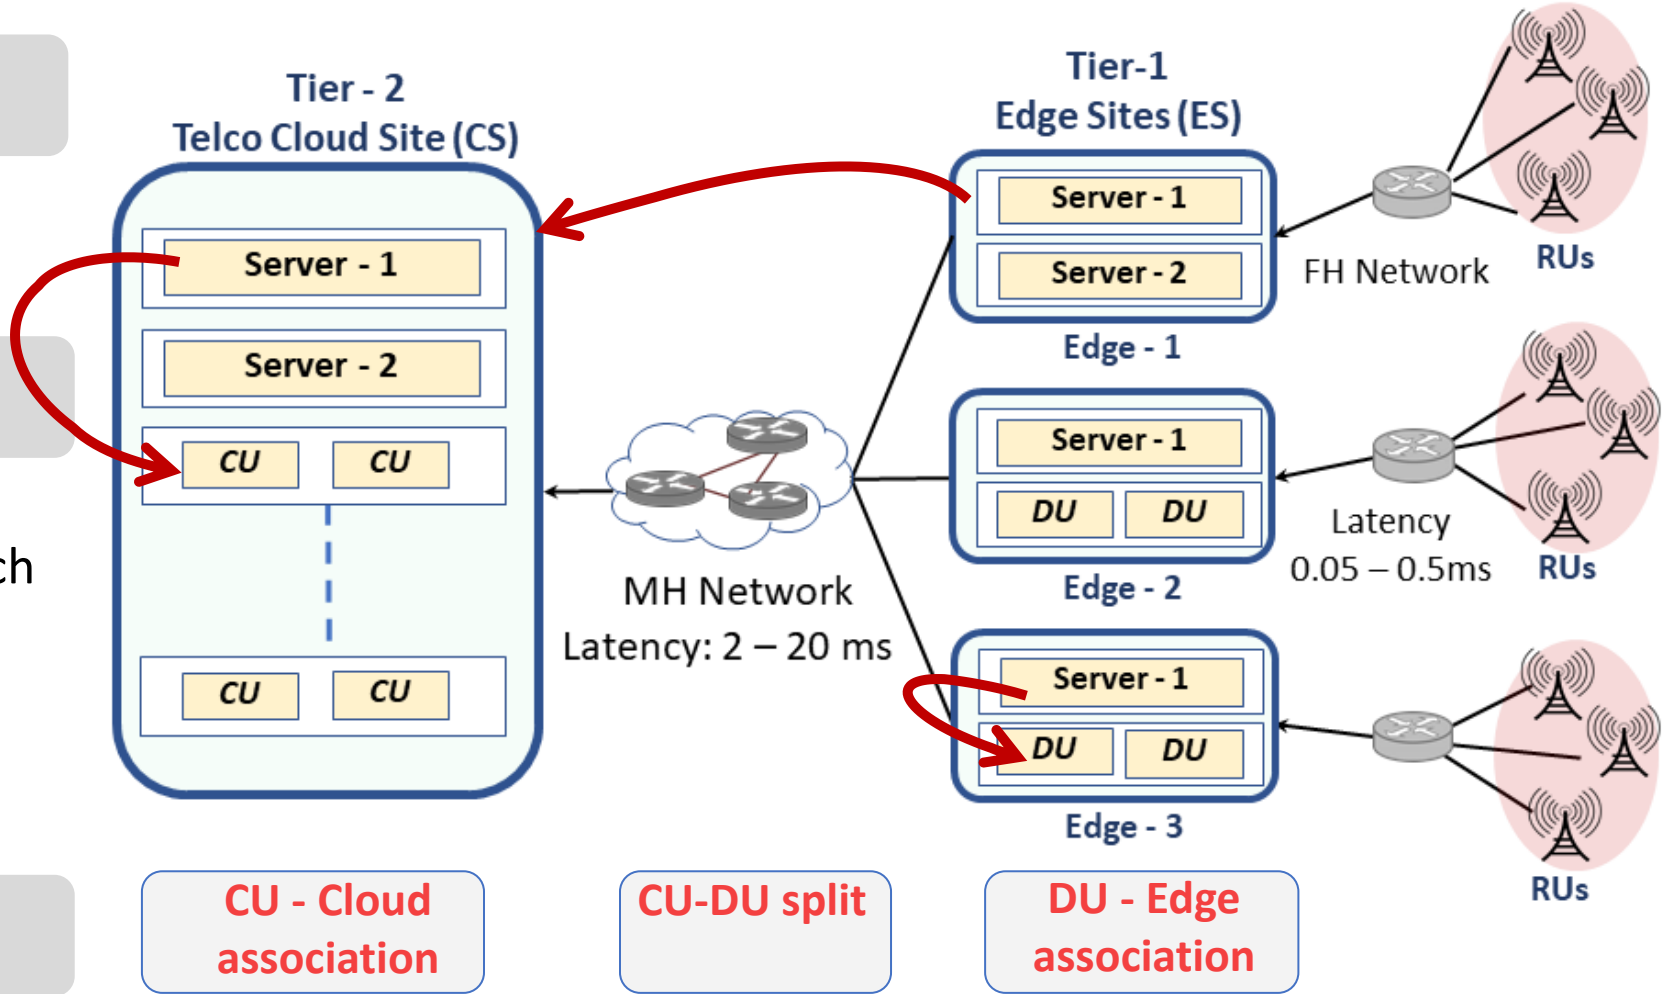 Tier - 2
Telco Cloud Site (CS)
Server - 1
Server - 2
CU CU
CU CU
ch
MH Network
Latency: 2 – 20 ms
Tier-1
Edge Sites (ES)
Server - 1
Server - 2
Edge - 1
Server - 1
DU DU
Edge - 2
Server - 1
DU DU
Edge - 3
FH Network
RUs
Latency
0.05 – 0.5ms
RUs
RUs
CU - Cloud
association
CU-DU split
DU - Edge
association